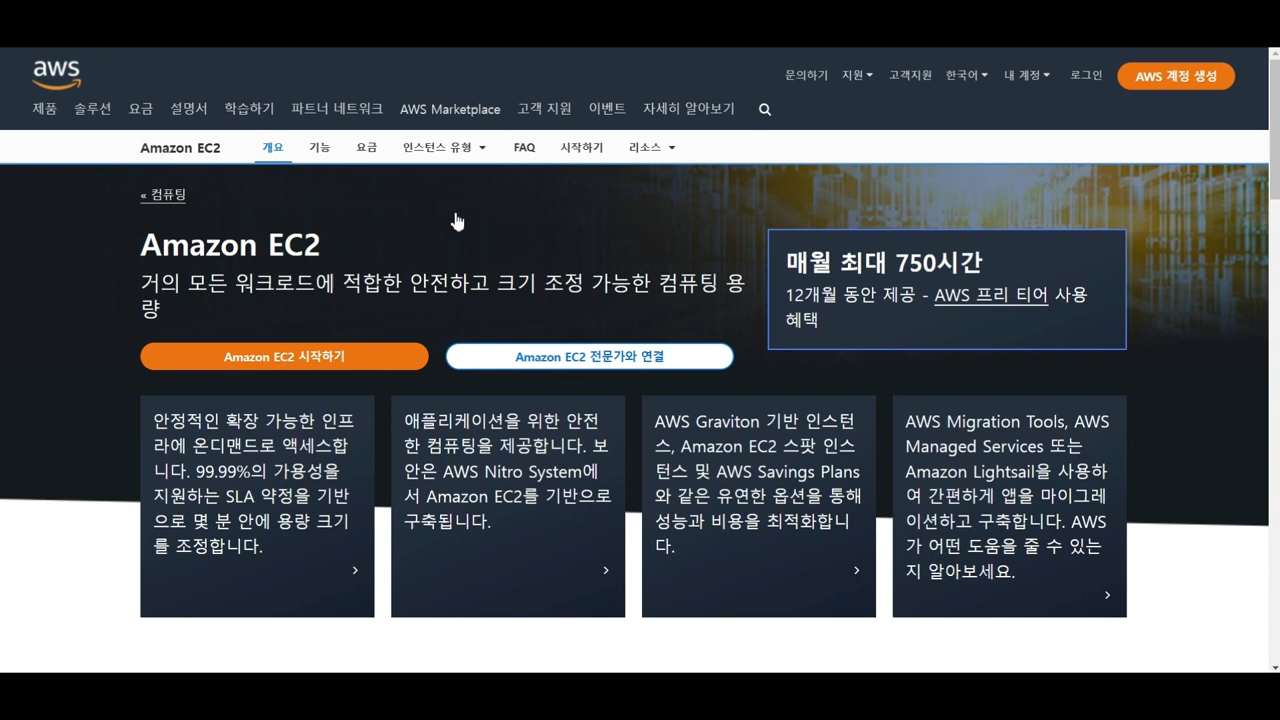 aws
문의하기 지원 고객지원 한국어 내 계정 로그인 AWS 계정 생성
제품 솔루션 요금 설명서 학습하기 파트너 네트워크 AWS Marketplace 고객 지원 이벤트 자세히 알아보기
Amazon EC2 개요 기능 요금 인스턴스 유형 FAQ 시작하기 리소스
« 컴퓨팅
Amazon EC2
거의 모든 워크로드에 적합한 안전하고 크기 조정 가능한 컴퓨팅 용
량
Amazon EC2 시작하기
Amazon EC2 전문가와 연결
매월 최대 750시간
12개월 동안 제공 - AWS 프리 티어 사용
혜택
안정적인 확장 가능한 인프
라에 온디맨드로 액세스합
니다. 99.99%의 가용성을
지원하는 SLA 약정을 기반
으로 몇 분 안에 용량 크기
를 조정합니다.
애플리케이션을 위한 안전
한 컴퓨팅을 제공합니다. 보
안은 AWS Nitro System에
서 Amazon EC2를 기반으로
구축됩니다.
AWS Graviton 기반 인스턴
스, Amazon EC2 스팟 인스
턴스 및 AWS Savings Plans
와 같은 유연한 옵션을 통해
성능과 비용을 최적화합니
다.
AWS Migration Tools, AWS
Managed Services 또는
Amazon Lightsail을 사용하
여 간편하게 앱을 마이그레
이션하고 구축합니다. AWS
가 어떤 도움을 줄 수 있는
지 알아보세요.